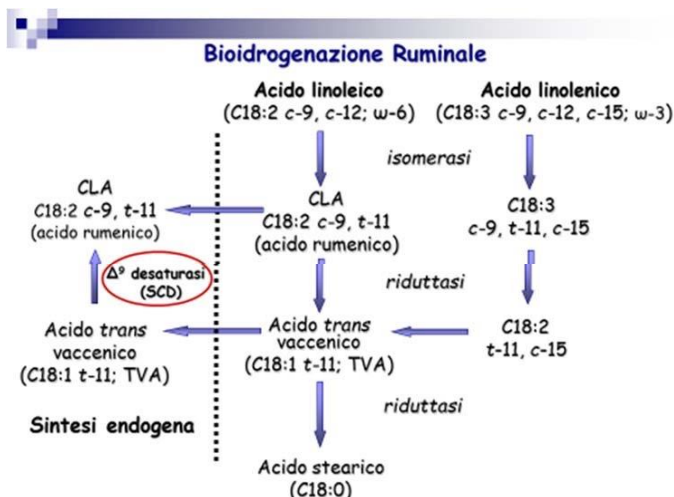 Bioidrogenazione Ruminale
Acido linoleico
(C18:2 c-9, c-12; ω-6)
Acido linolenico
(C18:3 c-9, c-12, c-15; ω-3)
isomerasi
CLA
C18:2 c-9, t-11
(acido rumenico)
CLA
C18:2 c-9, t-11
(acido rumenico)
C18:3
c-9, t-11, c-15
Δ⁹ desaturasi
(SCD)
riduttasi
Acido trans
vaccenico
(C18:1 t-11; TVA)
Acido trans
vaccenico
(C18:1 t-11; TVA)
C18:2
t-11, c-15
riduttasi
Sintesi endogena
Acido stearico
(C18:0)